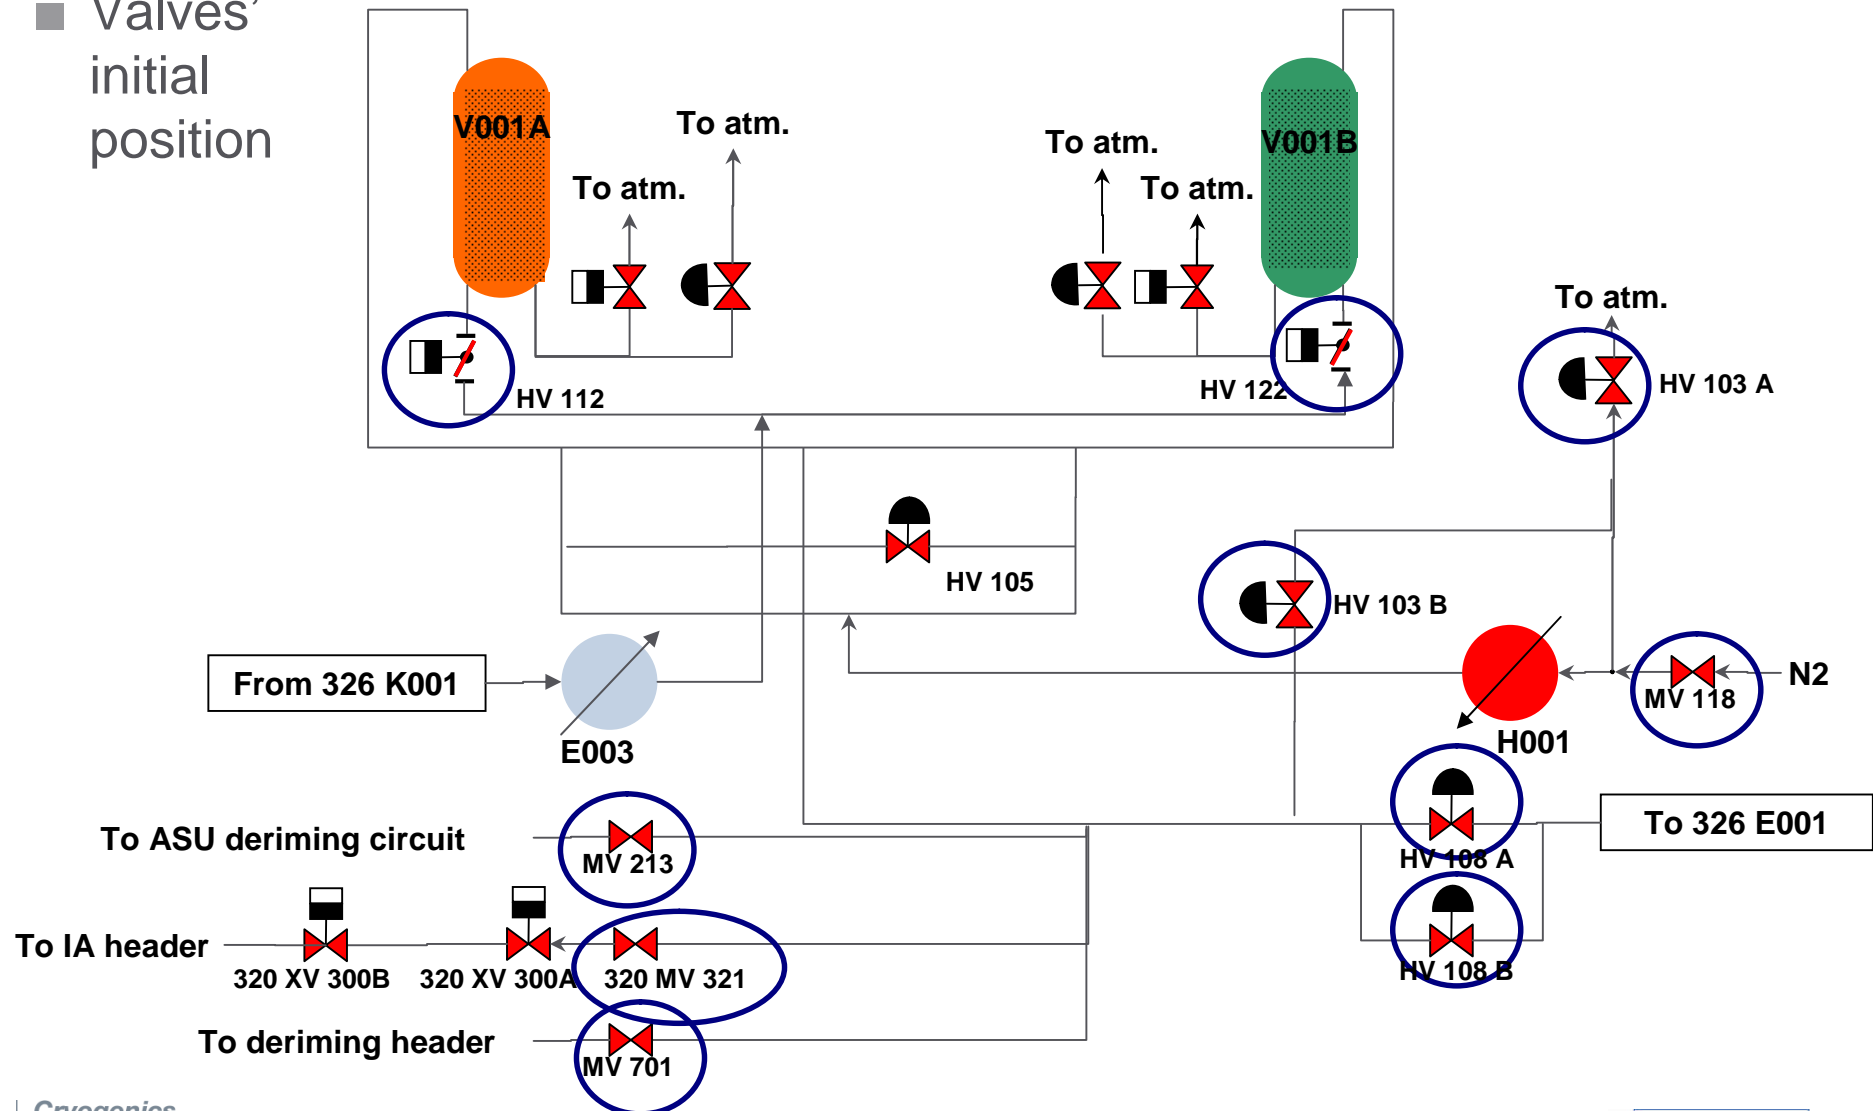 ■ Valves'
initial
position
V001A
To atm.
To atm.
To atm.
To atm.
V001B
To atm.
HV 112
HV 122
HV 103 A
HV 105
HV 103 B
From 326 K001
E003
H001
MV 118
N2
To ASU deriming circuit
MV 213
HV 108 A
To 326 E001
To IA header
320 XV 300B
320 XV 300A
320 MV 321
HV 108 B
To deriming header
MV 701
Cryogenics